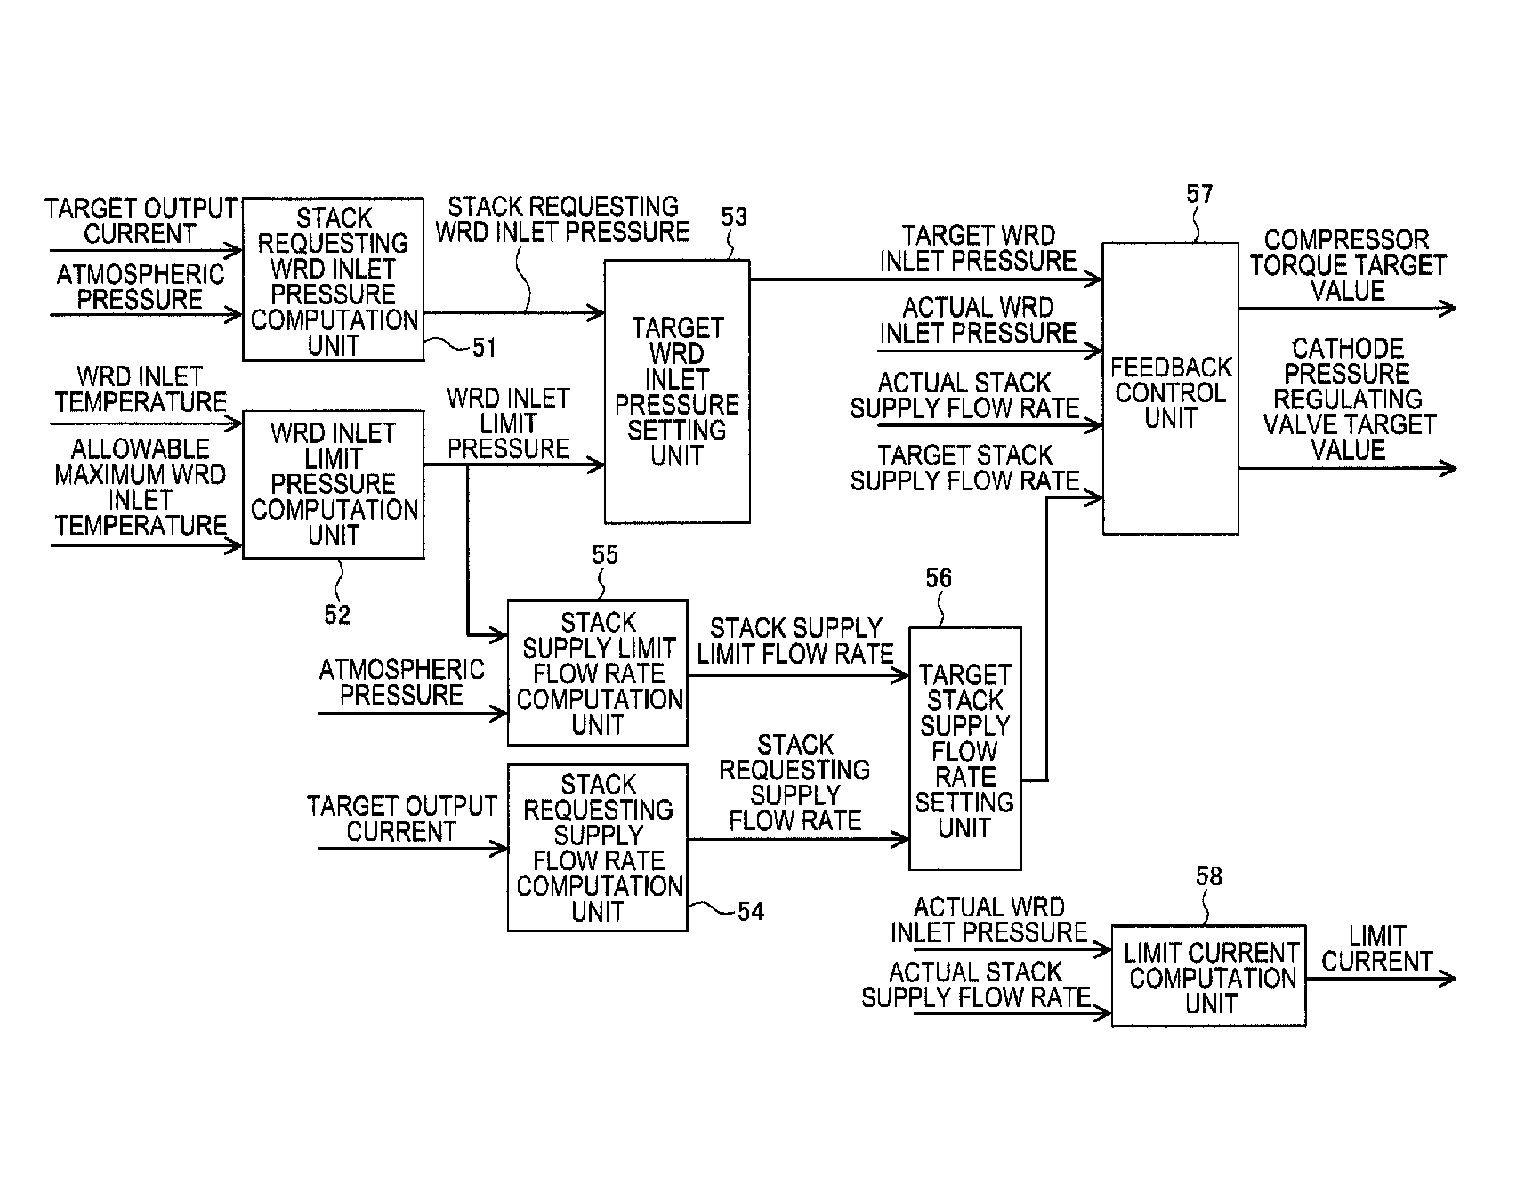 TARGET OUTPUT
CURRENT
ATMOSPHERIC
PRESSURE
STACK
REQUESTING
WRD INLET
PRESSURE
COMPUTATION
UNIT
51
STACK REQUESTING
WRD INLET PRESSURE
WRD INLET
TEMPERATURE
ALLOWABLE
MAXIMUM WRD
INLET
TEMPERATURE
WRD INLET
LIMIT
PRESSURE
COMPUTATION
UNIT
52
WRD INLET
LIMIT
PRESSURE
53
TARGET
WRD
INLET
PRESSURE
SETTING
UNIT
TARGET WRD
INLET PRESSURE
ACTUAL WRD
INLET PRESSURE
ACTUAL STACK
SUPPLY FLOW RATE
TARGET STACK
SUPPLY FLOW RATE
57
FEEDBACK
CONTROL
UNIT
COMPRESSOR
TORQUE TARGET
VALUE
CATHODE
PRESSURE
REGULATING
VALVE TARGET
VALUE
55
STACK
SUPPLY LIMIT
FLOW RATE
COMPUTATION
UNIT
ATMOSPHERIC
PRESSURE
STACK SUPPLY
LIMIT FLOW RATE
TARGET OUTPUT
CURRENT
STACK
REQUESTING
SUPPLY
FLOW RATE
COMPUTATION
UNIT
54
STACK
REQUESTING
SUPPLY
FLOW RATE
56
TARGET
STACK
SUPPLY
FLOW
RATE
SETTING
UNIT
ACTUAL WRD
INLET PRESSURE
ACTUAL STACK
SUPPLY FLOW RATE
58
LIMIT CURRENT
COMPUTATION
UNIT
LIMIT
CURRENT